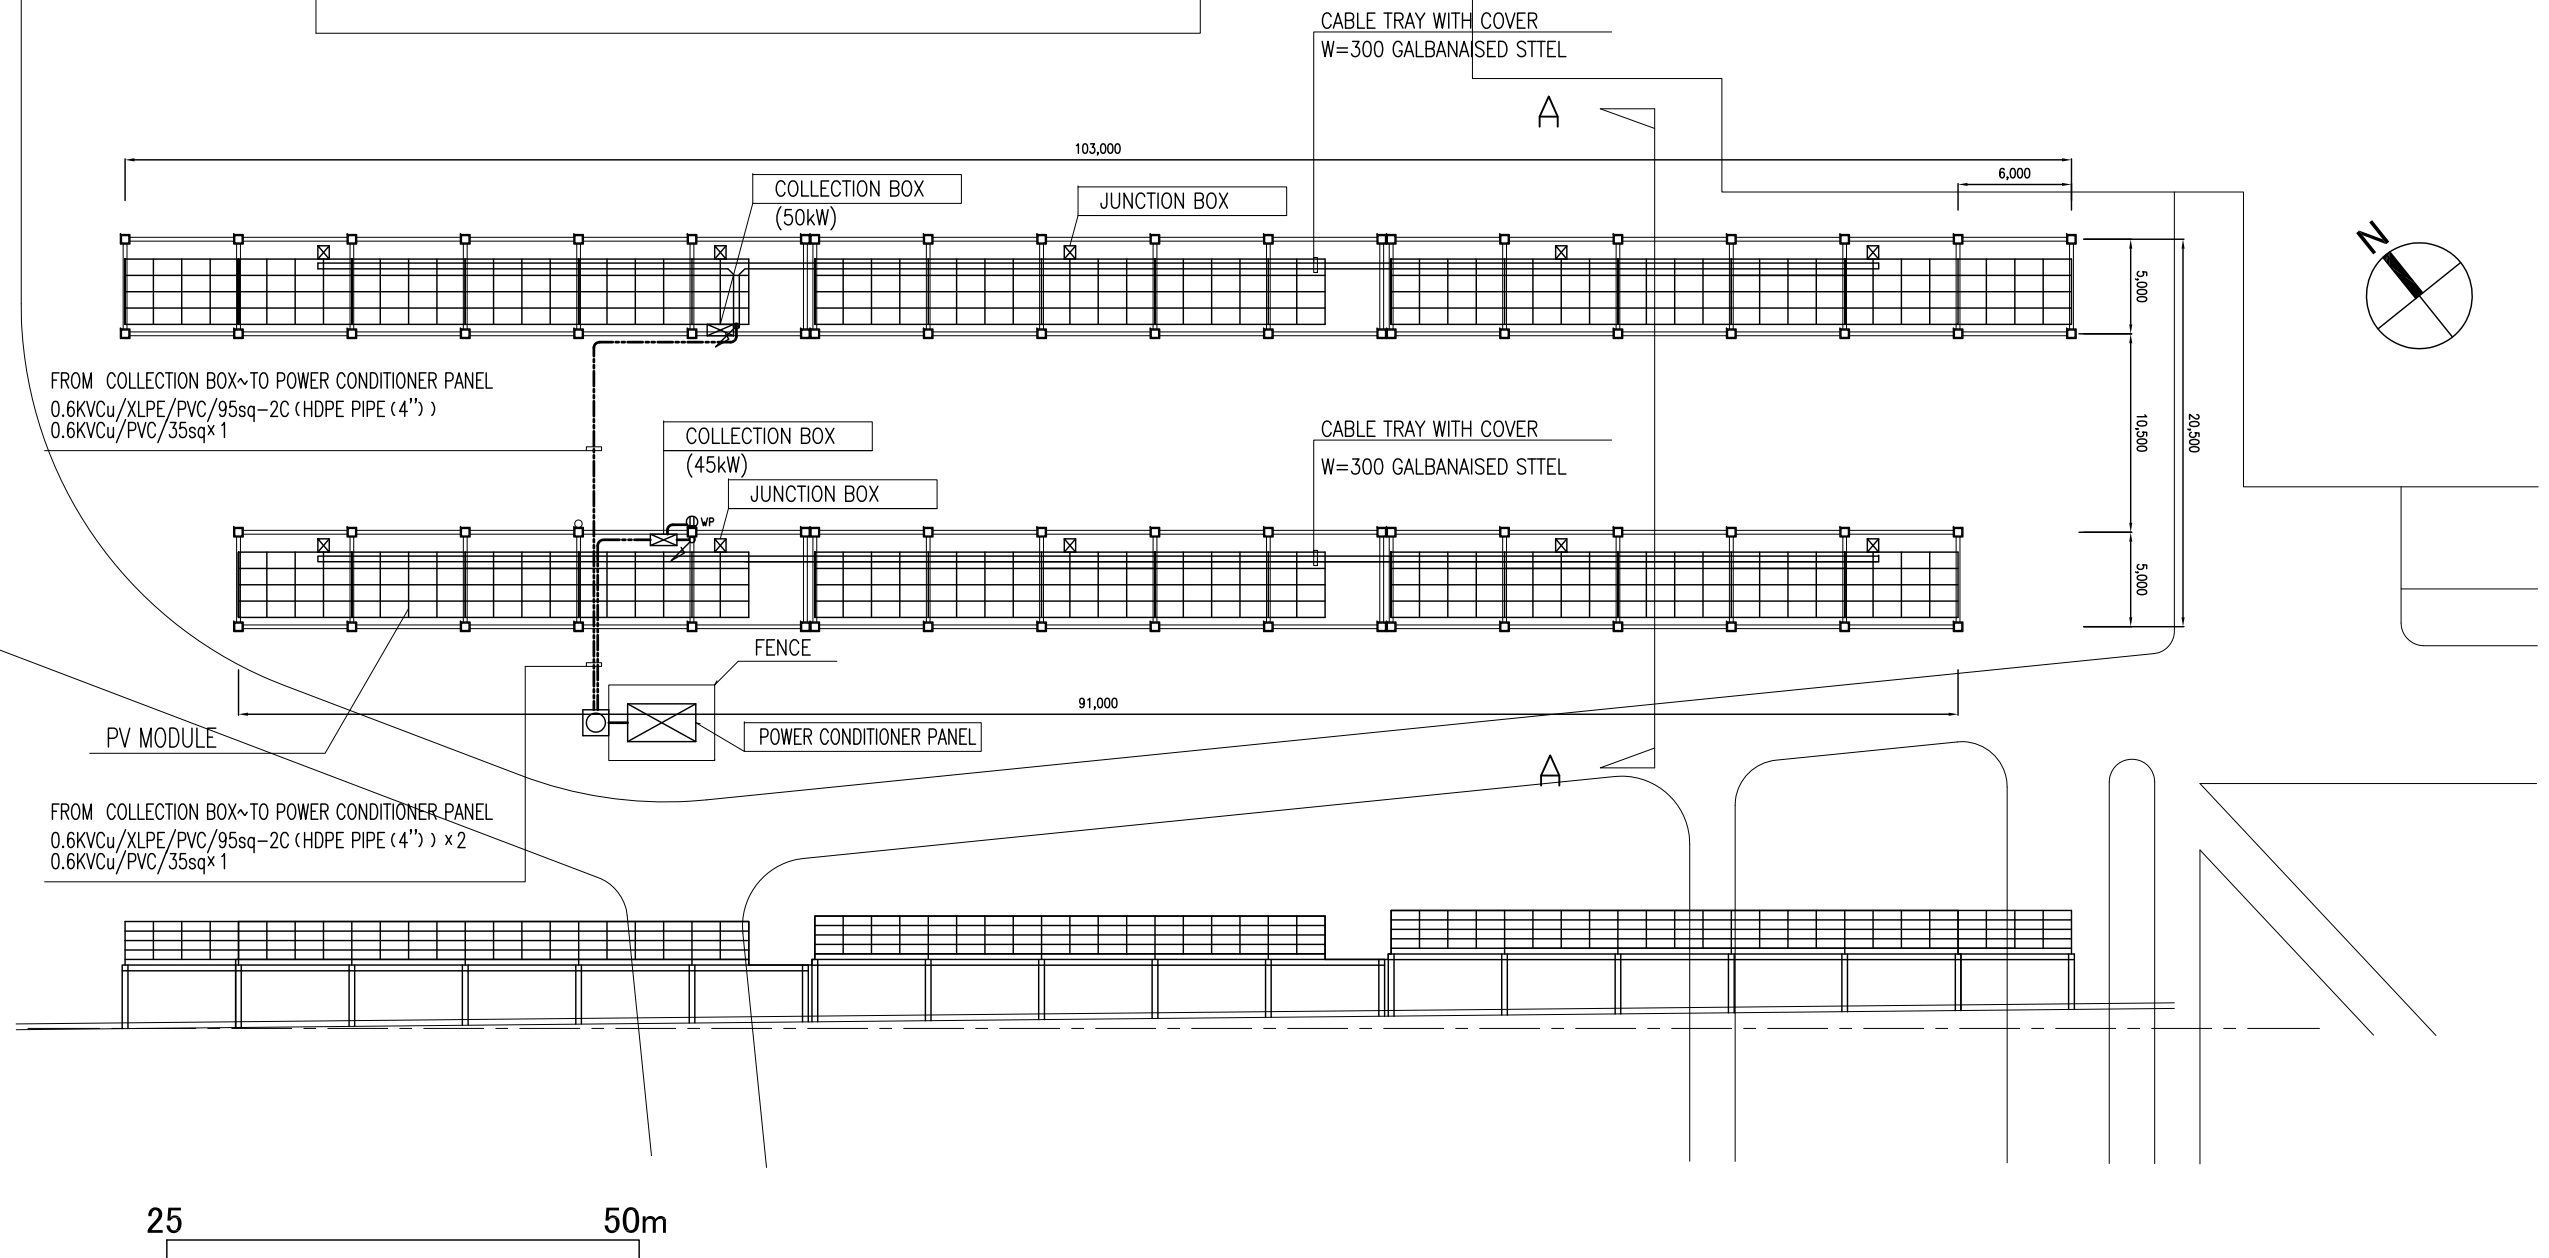 CABLE TRAY WITH COVER
W=300 GALBANAISED STTEL
A
103,000
6,000
COLLECTION BOX
(50kW)
JUNCTION BOX
N
5,000
10,500
20,500
5,000
FROM COLLECTION BOX~TO POWER CONDITIONER PANEL
0.6KVCu/XLPE/PVC/95sq-2C(HDPE PIPE(4"))
0.6KVCu/PVC/35sq×1
COLLECTION BOX
(45kW)
JUNCTION BOX
CABLE TRAY WITH COVER
W=300 GALBANAISED STTEL
WP
FENCE
91,000
POWER CONDITIONER PANEL
PV MODULE
A
FROM COLLECTION BOX~TO POWER CONDITIONER PANEL
0.6KVCu/XLPE/PVC/95sq-2C(HDPE PIPE(4"))×2
0.6KVCu/PVC/35sq×1
25
50m